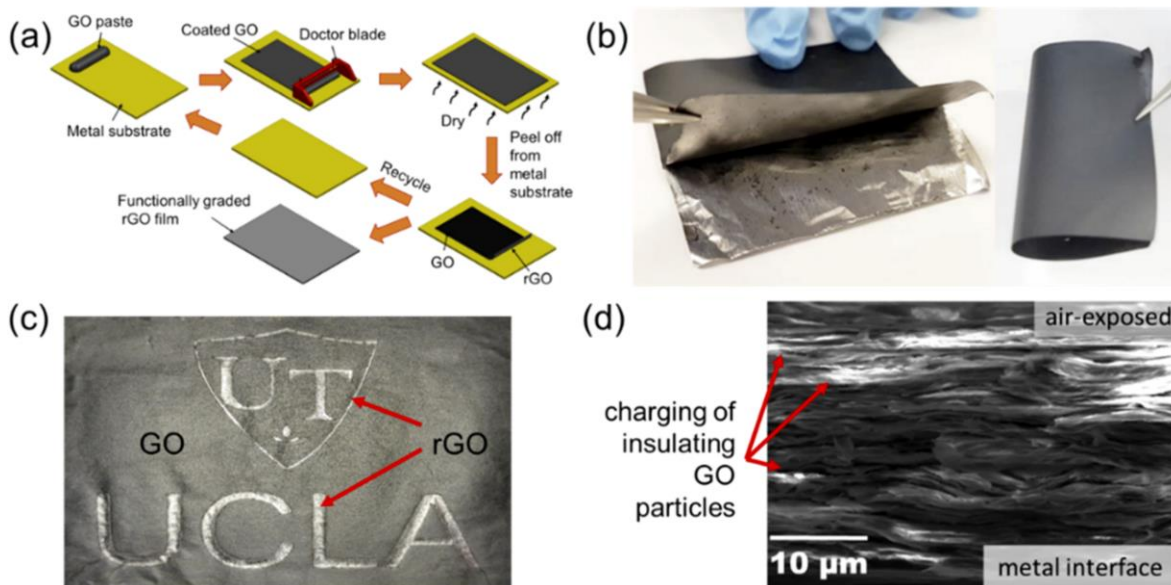 (a)
GO paste
Metal substrate
Coated GO
Doctor blade
Dry
Peel off
from
metal
substrate
Recycle
Functionally graded
rGO film
GO
rGO
(b)
(c)
UT
GO
rGO
UCLA
(d)
air-exposed
charging of
insulating
GO
particles
10 µm
metal interface